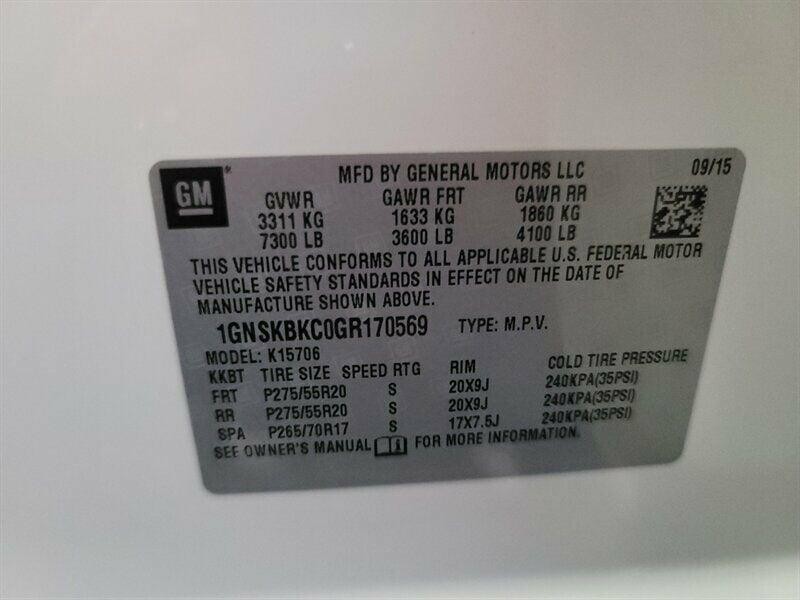 GM
MFD BY GENERAL MOTORS LLC 09/15
GVWR GAWR FRT GAWR RR
3311 KG 1633 KG 1860 KG
7300 LB 3600 LB 4100 LB
THIS VEHICLE CONFORMS TO ALL APPLICABLE U.S. FEDERAL MOTOR
VEHICLE SAFETY STANDARDS IN EFFECT ON THE DATE OF
MANUFACTURE SHOWN ABOVE.
1GNSKBKC0GR170569 TYPE: M.P.V.
MODEL: K15706
KKBT TIRE SIZE SPEED RTG RIM COLD TIRE PRESSURE
FRT P275/55R20 S 20X9J 240KPA(35PSI)
RR P275/55R20 S 20X9J 240KPA(35PSI)
SPA P265/70R17 S 17X7.5J 240KPA(35PSI)
SEE OWNER'S MANUAL FOR MORE INFORMATION.